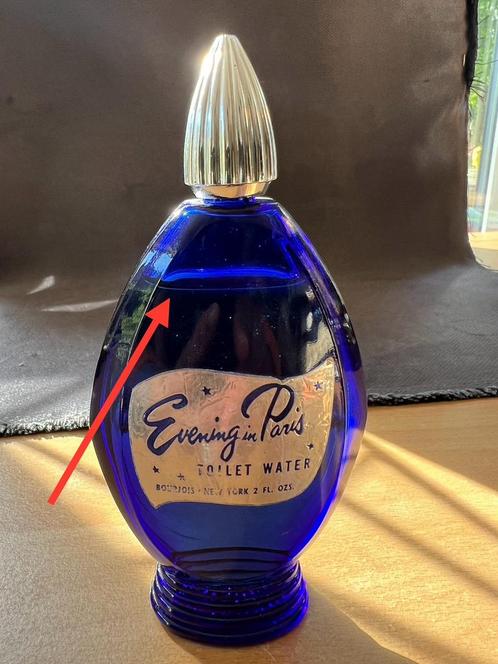 Evening in Paris
TOILET WATER
BOURJOIS · NEW YORK 2 FL. OZS.